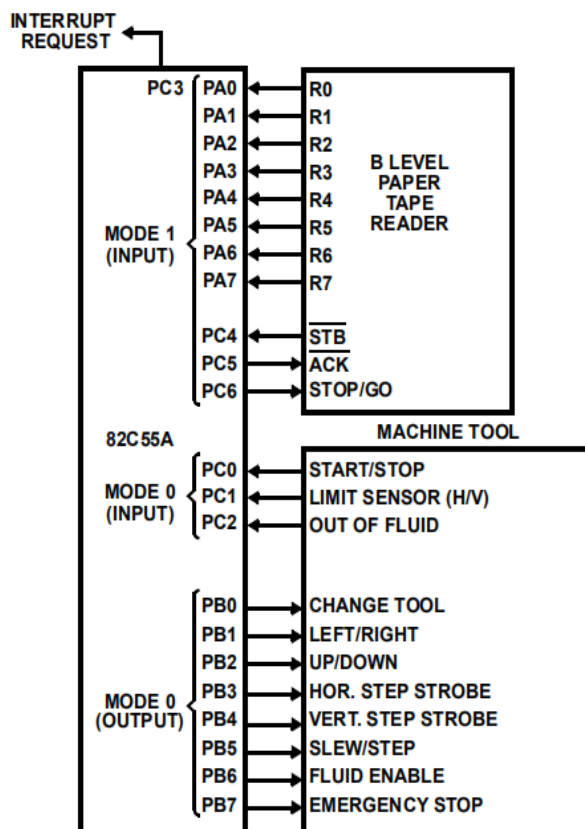 INTERRUPT
REQUEST
PC3 PA0 R0
PA1 R1
PA2 R2
PA3 R3
PA4 R4
PA5 R5
PA6 R6
PA7 R7
MODE 1
(INPUT)
B LEVEL
PAPER
TAPE
READER
PC4 STB
PC5 ACK
PC6 STOP/GO
82C55A
MACHINE TOOL
MODE 0
(INPUT)
PC0 START/STOP
PC1 LIMIT SENSOR (H/V)
PC2 OUT OF FLUID
MODE 0
(OUTPUT)
PB0 CHANGE TOOL
PB1 LEFT/RIGHT
PB2 UP/DOWN
PB3 HOR. STEP STROBE
PB4 VERT. STEP STROBE
PB5 SLEW/STEP
PB6 FLUID ENABLE
PB7 EMERGENCY STOP